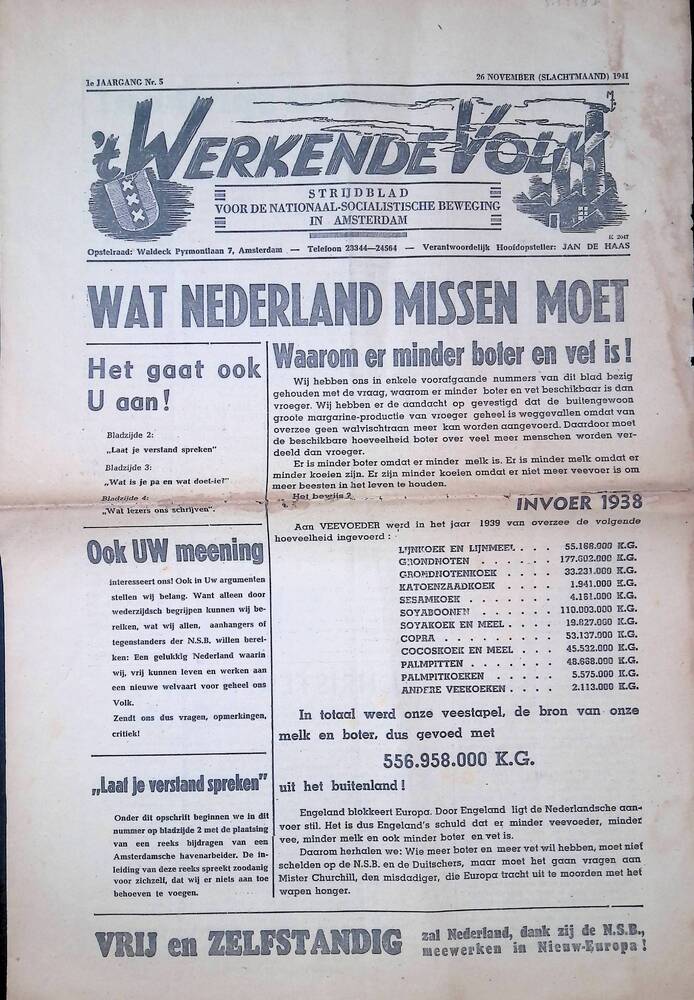 1e JAARGANG Nr. 5
26 NOVEMBER (SLACHTMAAND) 1941
't WERKENDE VOLK
STRIJDBLAD
VOOR DE NATIONAAL-SOCIALISTISCHE BEWEGING
IN AMSTERDAM
K 2047
Opstelraad: Waldeck Pyrmontlaan 7, Amsterdam — Telefoon 23344—24564 — Verantwoordelijk Hoofdopsteller: JAN DE HAAS
WAT NEDERLAND MISSEN MOET
Het gaat ook
U aan!
Bladzijde 2:
„Laat je verstand spreken"
Bladzijde 3:
„Wat is je pa en wat doet-ie?"
Bladzijde 4:
„Wat lezers ons schrijven".
Ook UW meening
interesseert ons! Ook in Uw argumenten
stellen wij belang. Want alleen door
wederzijdsch begrijpen kunnen wij be-
reiken, wat wij allen, aanhangers of
tegenstanders der N.S.B. willen berei-
ken: Een gelukkig Nederland waarin
wij, vrij kunnen leven en werken aan
een nieuwe welvaart voor geheel ons
Volk.
Zendt ons dus vragen, opmerkingen,
critiek!
„Laat je verstand spreken"
Onder dit opschrift beginnen we in dit
nummer op bladzijde 2 met de plaatsing
van een reeks bijdragen van een
Amsterdamsche havenarbeider. De in-
leiding van deze reeks spreekt zoodanig
voor zichzelf, dat wij er niets aan toe
behoeven te voegen.
Waarom er minder boter en vet is!
Wij hebben ons in enkele voorafgaande nummers van dit blad bezig
gehouden met de vraag, waarom er minder boter en vet beschikbaar is dan
vroeger. Wij hebben er de aandacht op gevestigd dat de buitengewoon
groote margarine-productie van vroeger geheel is weggevallen omdat van
overzee geen walvischtraan meer kan worden aangevoerd. Daardoor moet
de beschikbare hoeveelheid boter over veel meer menschen worden ver-
deeld dan vroeger.
Er is minder boter omdat er minder melk is. Er is minder melk omdat er
minder koeien zijn. Er zijn minder koeien omdat er niet meer veevoer is om
meer beesten in het leven te houden.
Het bewijs?
INVOER 1938
Aan VEEVOEDER werd in het jaar 1939 van overzee de volgende
hoeveelheid ingevoerd:
LIJNKOEK EN LIJNMEEL . . . . 55.168.000 K.G.
GRONDNOTEN . . . . . 177.602.000 K.G.
GRONDNOTENKOEK . . . . 33.231.000 K.G.
KATOENZAADKOEK . . . . 1.941.000 K.G.
SESAMKOEK . . . . . 4.161.000 K.G.
SOYABOONEN . . . . . 110.003.000 K.G.
SOYAKOEK EN MEEL . . . . 19.827.000 K.G.
COPRA . . . . . . . 53.137.000 K.G.
COCOSKOEK EN MEEL . . . . 45.532.000 K.G.
PALMPITTEN . . . . . 48.688.000 K.G.
PALMPITKOEKEN . . . . 5.575.000 K.G.
ANDERE VEEKOEKEN . . . . 2.113.000 K.G.
In totaal werd onze veestapel, de bron van onze
melk en boter, dus gevoed met
556.958.000 K.G.
uit het buitenland!
Engeland blokkeert Europa. Door Engeland ligt de Nederlandsche aan-
voer stil. Het is dus Engeland's schuld dat er minder veevoeder, minder
vee, minder melk en ook minder boter en vet is.
Daarom herhalen we: Wie meer boter en meer vet wil hebben, moet niet
schelden op de N.S.B. en de Duitschers, maar moet het gaan vragen aan
Mister Churchill, den misdadiger, die Europa tracht uit te moorden met het
wapen honger.
VRIJ en ZELFSTANDIG
zal Nederland, dank zij de N.S.B.,
meewerken in Nieuw-Europa!